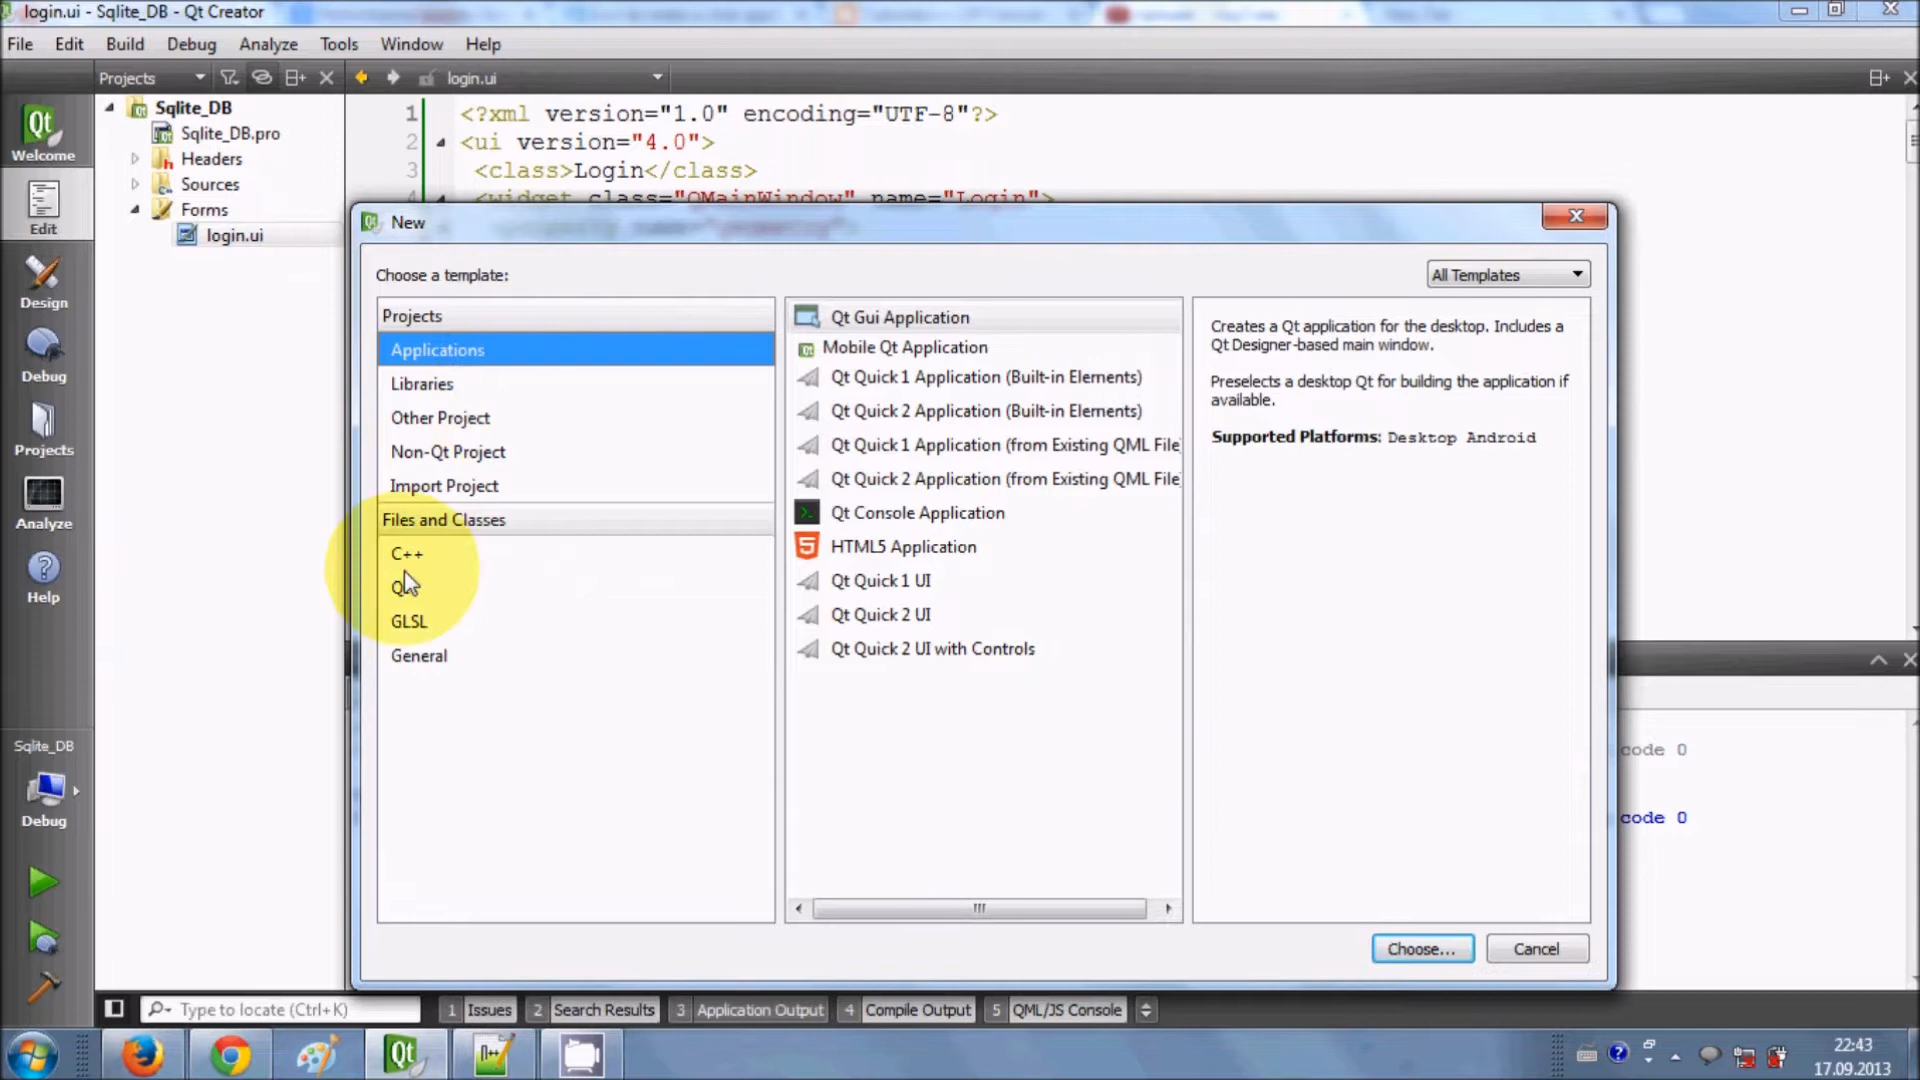 login.ui - Sqlite_DB - Qt Creator
File Edit Build Debug Analyze Tools Window Help
Projects
login.ui
Sqlite_DB
Sqlite_DB.pro
Headers
Sources
Forms
login.ui
Welcome
Edit
Design
Debug
Projects
Analyze
Help
Sqlite_DB
Debug
1 <?xml version="1.0" encoding="UTF-8"?>
2 <ui version="4.0">
3 <class>Login</class>
4 <widget class="QMainWindow" name="Login">
New
Choose a template:
All Templates
Projects
Applications
Libraries
Other Project
Non-Qt Project
Import Project
Files and Classes
C++
Qt
GLSL
General
Qt Gui Application
Mobile Qt Application
Qt Quick 1 Application (Built-in Elements)
Qt Quick 2 Application (Built-in Elements)
Qt Quick 1 Application (from Existing QML File
Qt Quick 2 Application (from Existing QML File
Qt Console Application
HTML5 Application
Qt Quick 1 UI
Qt Quick 2 UI
Qt Quick 2 UI with Controls
Creates a Qt application for the desktop. Includes a
Qt Designer-based main window.
Preselects a desktop Qt for building the application if
available.
Supported Platforms: Desktop Android
code 0
code 0
Choose...
Cancel
Type to locate (Ctrl+K)
1 Issues 2 Search Results 3 Application Output 4 Compile Output 5 QML/JS Console
22:43
17.09.2013